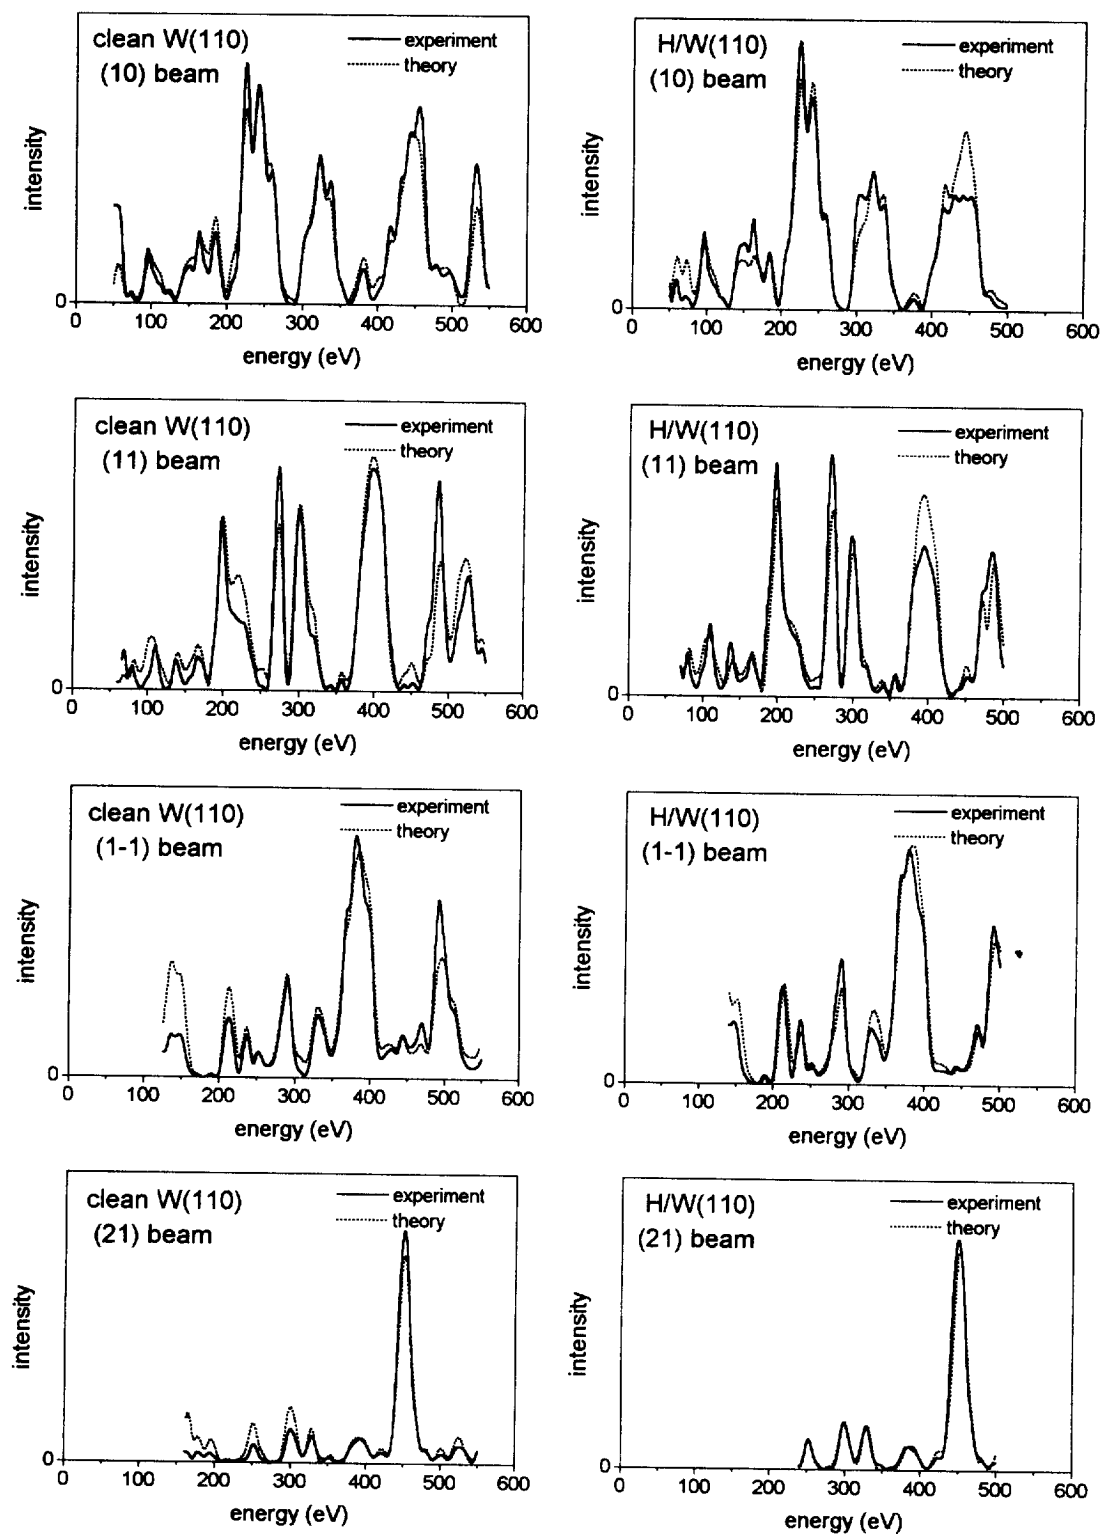 clean W(110)
(10) beam
experiment
theory
intensity
0
0 100 200 300 400 500 600
energy (eV)
H/W(110)
(10) beam
experiment
theory
intensity
0
0 100 200 300 400 500 600
energy (eV)
clean W(110)
(11) beam
experiment
theory
intensity
0
0 100 200 300 400 500 600
energy (eV)
H/W(110)
(11) beam
experiment
theory
intensity
0
0 100 200 300 400 500 600
energy (eV)
clean W(110)
(1-1) beam
experiment
theory
intensity
0
0 100 200 300 400 500 600
energy (eV)
H/W(110)
(1-1) beam
experiment
theory
intensity
0
0 100 200 300 400 500 600
energy (eV)
clean W(110)
(21) beam
experiment
theory
intensity
0
0 100 200 300 400 500 600
energy (eV)
H/W(110)
(21) beam
experiment
theory
intensity
0
0 100 200 300 400 500 600
energy (eV)